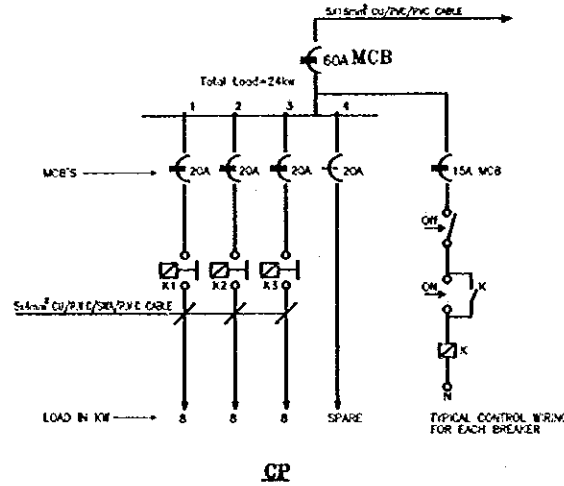 5X16mm² CU/PVC/PVC CABLE
60A MCB
Total Load=24kw
1 2 3 4
MCB'S 20A 20A 20A 20A 15A MCB
Off
K1 K2 K3
ON K
5x4mm² CU/P.V.C/SWA/P.V.C CABLE
K
N
LOAD IN KW 8 8 8 SPARE
TYPICAL CONTROL WIRING
FOR EACH BREAKER
CP